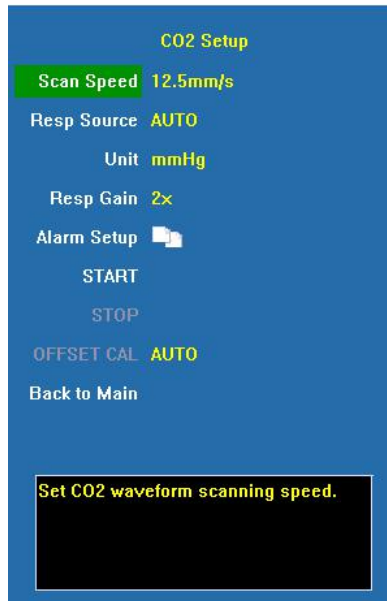 CO2 Setup
Scan Speed 12.5mm/s
Resp Source AUTO
Unit mmHg
Resp Gain 2x
Alarm Setup
START
STOP
OFFSET CAL AUTO
Back to Main
Set CO2 waveform scanning speed.